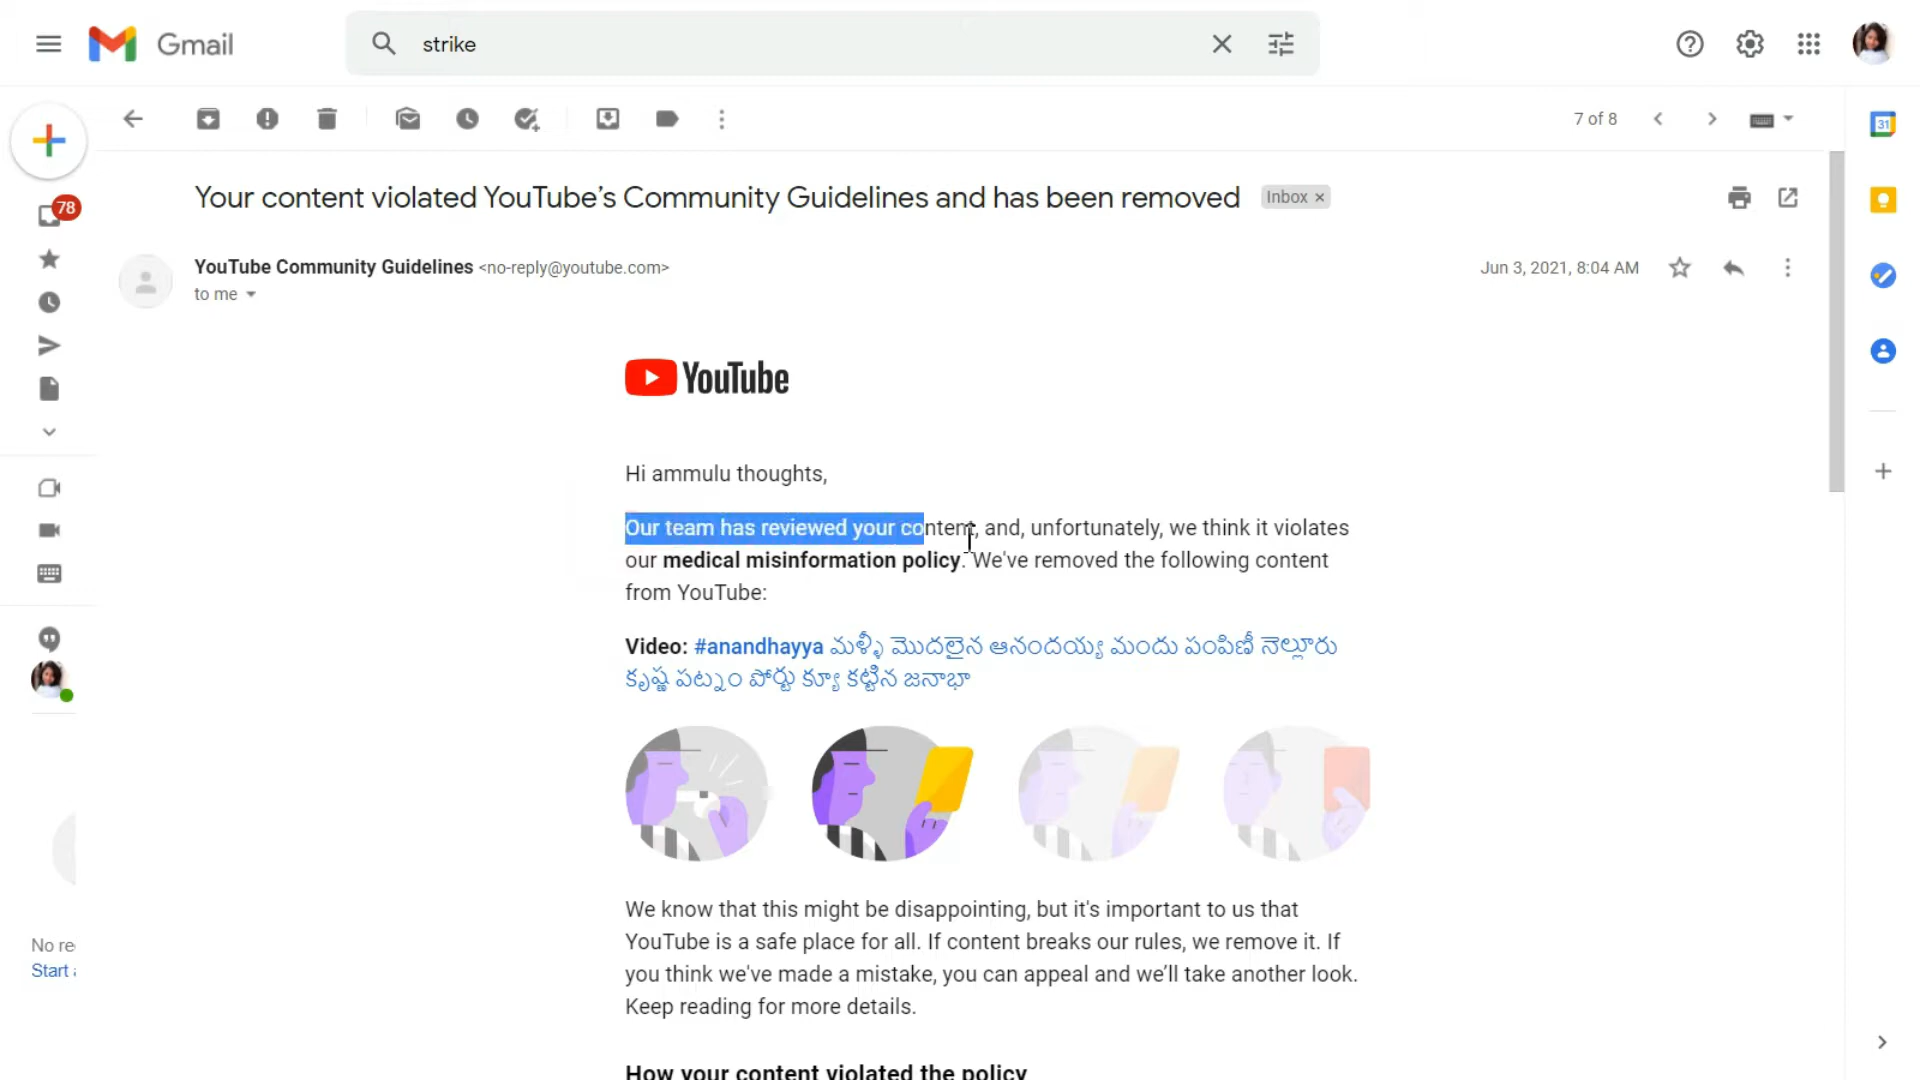 Gmail
strike
7 of 8
31
78
Your content violated YouTube’s Community Guidelines and has been removed
Inbox ×
YouTube Community Guidelines <no-reply@youtube.com>
Jun 3, 2021, 8:04 AM
to me
YouTube
Hi ammulu thoughts,
Our team has reviewed your content, and, unfortunately, we think it violates
our medical misinformation policy. We've removed the following content
from YouTube:
Video: #anandhayya మళ్ళీ మొదలైన ఆనందయ్య మందు పంపిణీ నెల్లూరు
కృష్ణ పట్నం పోర్టు క్యూ కట్టిన జనాభా
We know that this might be disappointing, but it's important to us that
YouTube is a safe place for all. If content breaks our rules, we remove it. If
you think we've made a mistake, you can appeal and we’ll take another look.
Keep reading for more details.
No re
Start
How your content violated the policy